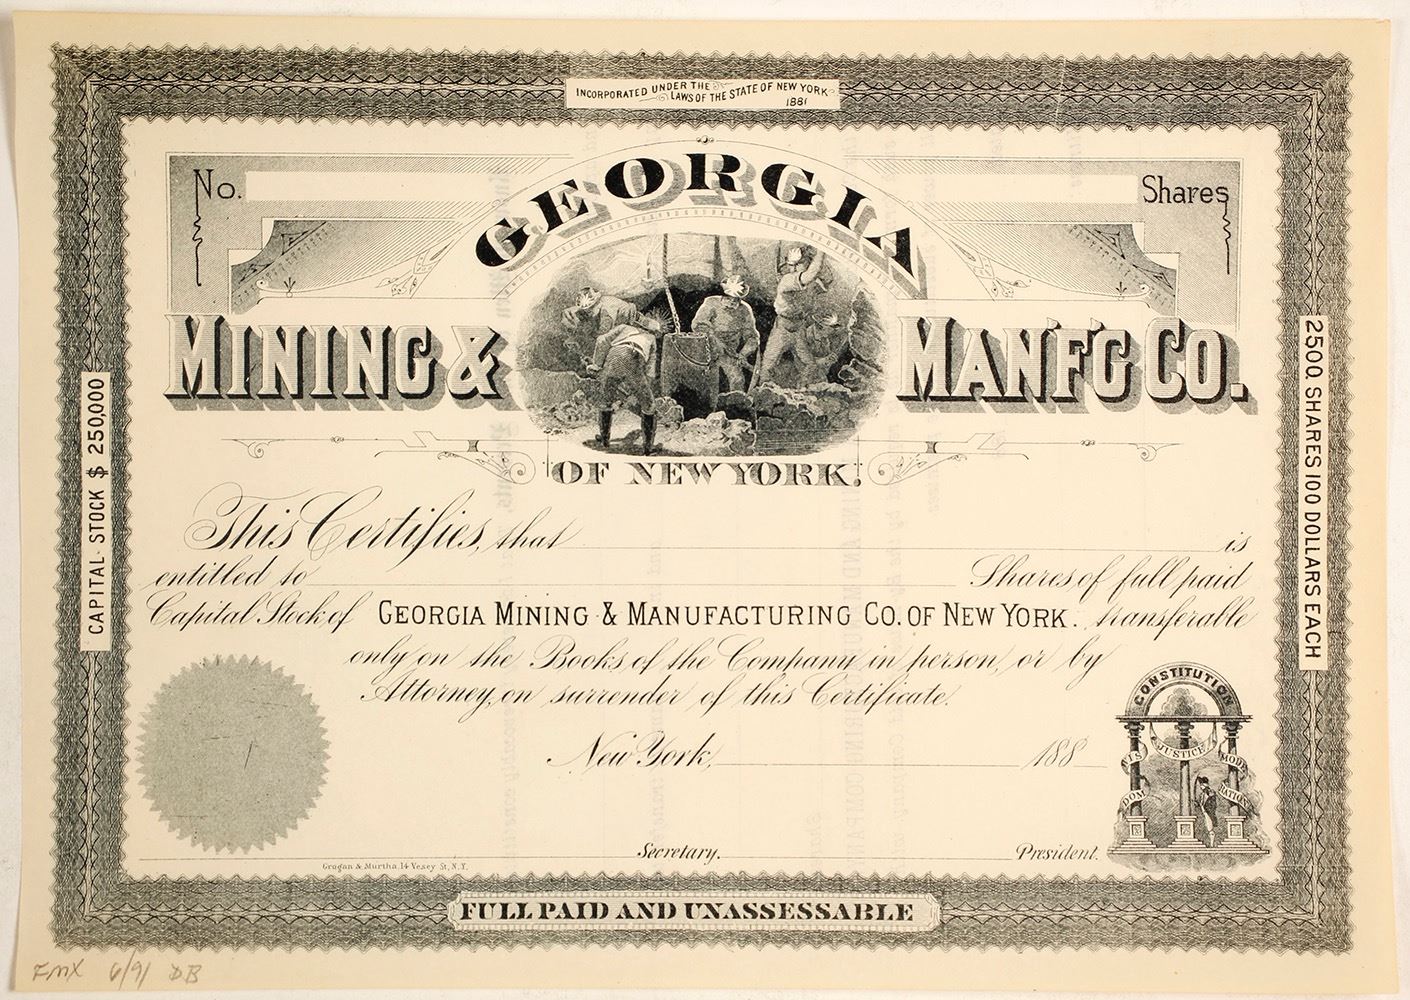 INCORPORATED UNDER THE
LAWS OF THE STATE OF NEW YORK
1881
No. Shares
GEORGIA
MINING & MAN'F'G CO.
OF NEW YORK.
CAPITAL STOCK $ 250,000
2500 SHARES 100 DOLLARS EACH
This Certifies, that is
entitled to Shares of full paid
Capital Stock of GEORGIA MINING & MANUFACTURING CO. OF NEW YORK. transferable
only on the Books of the Company in person, or by
Attorney, on surrender of this Certificate.
New York, 188
CONSTITUTION
WISDOM JUSTICE MODERATION
Secretary. President.
Grogan & Murtha 14 Vesey St, N.Y.
FULL PAID AND UNASSESSABLE
6/91 DB